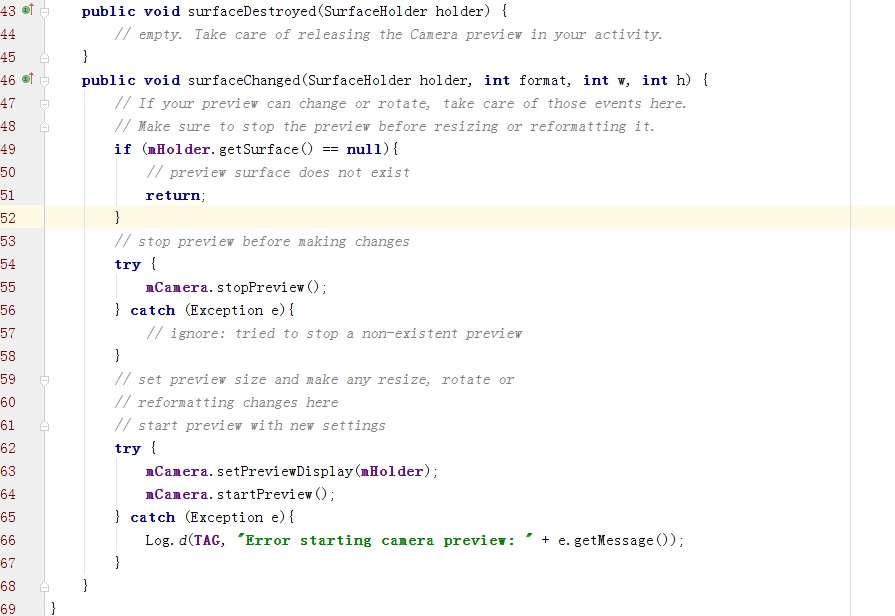 43 public void surfaceDestroyed(SurfaceHolder holder) {
44 // empty. Take care of releasing the Camera preview in your activity.
45 }
46 public void surfaceChanged(SurfaceHolder holder, int format, int w, int h) {
47 // If your preview can change or rotate, take care of those events here.
48 // Make sure to stop the preview before resizing or reformatting it.
49 if (mHolder.getSurface() == null){
50 // preview surface does not exist
51 return;
52 }
53 // stop preview before making changes
54 try {
55 mCamera.stopPreview();
56 } catch (Exception e){
57 // ignore: tried to stop a non-existent preview
58 }
59 // set preview size and make any resize, rotate or
60 // reformatting changes here
61 // start preview with new settings
62 try {
63 mCamera.setPreviewDisplay(mHolder);
64 mCamera.startPreview();
65 } catch (Exception e){
66 Log.d(TAG, "Error starting camera preview: " + e.getMessage());
67 }
68 }
69 }